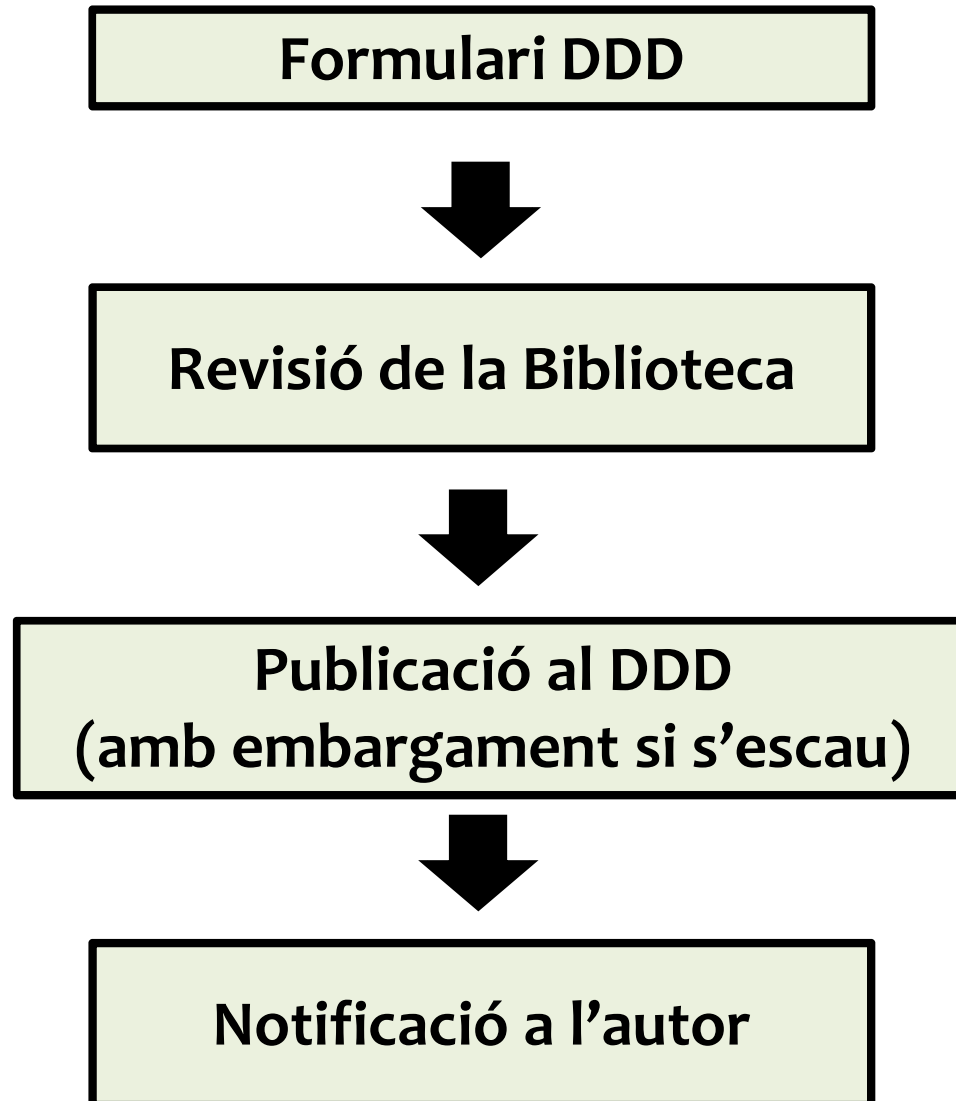 Formulari DDD
Revisió de la Biblioteca
Publicació al DDD
(amb embargament si s’escau)
Notificació a l’autor